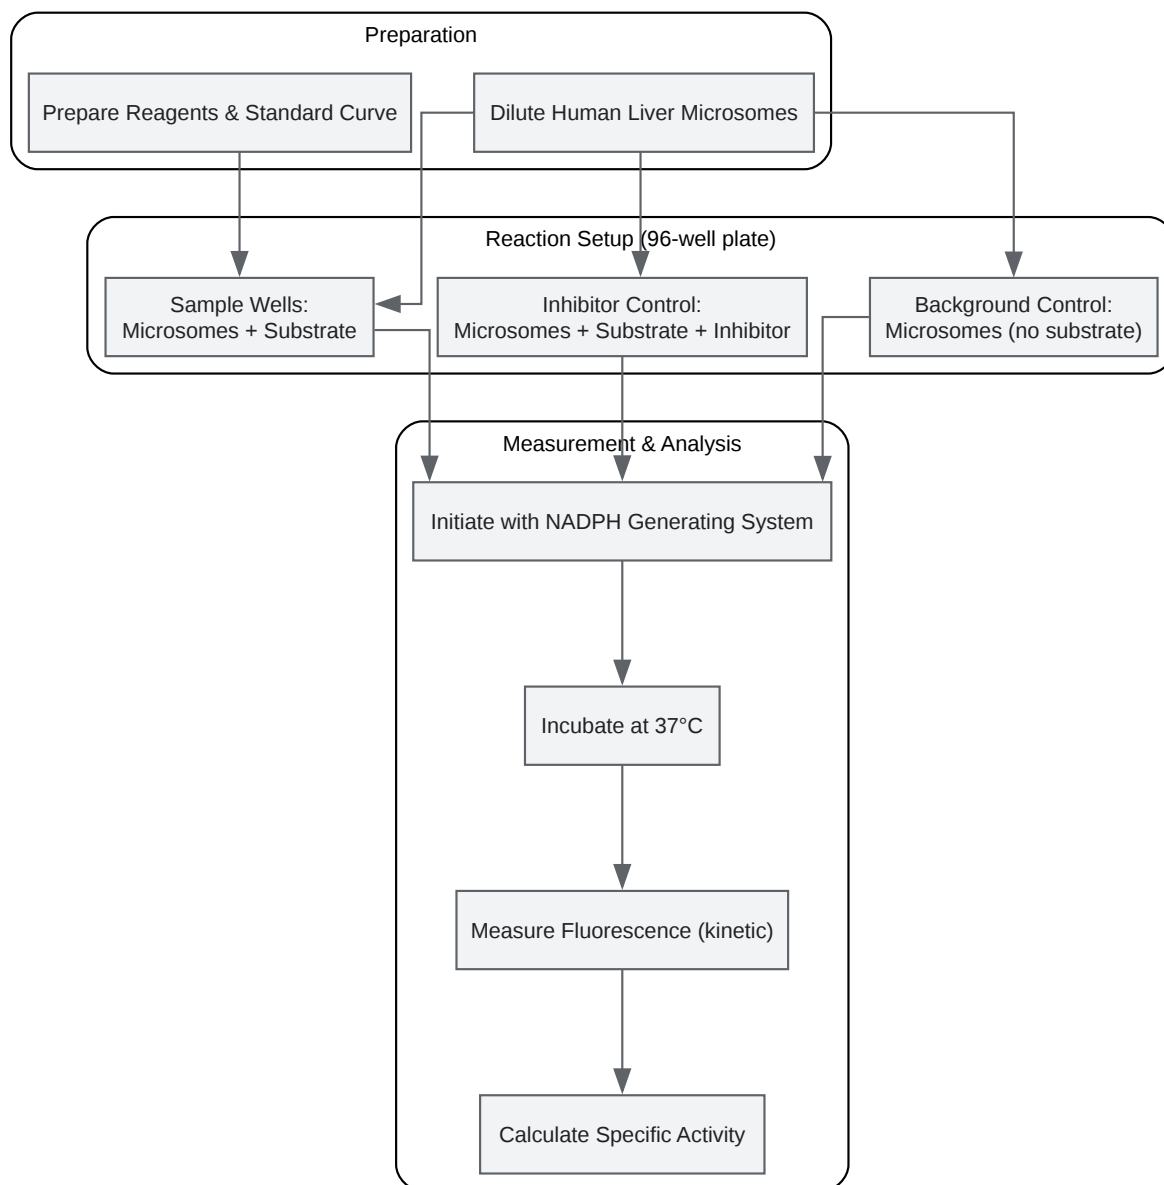 Preparation
Prepare Reagents & Standard Curve
Dilute Human Liver Microsomes
Reaction Setup (96-well plate)
Sample Wells:
Microsomes + Substrate
Inhibitor Control:
Microsomes + Substrate + Inhibitor
Background Control:
Microsomes (no substrate)
Measurement & Analysis
Initiate with NADPH Generating System
Incubate at 37°C
Measure Fluorescence (kinetic)
Calculate Specific Activity